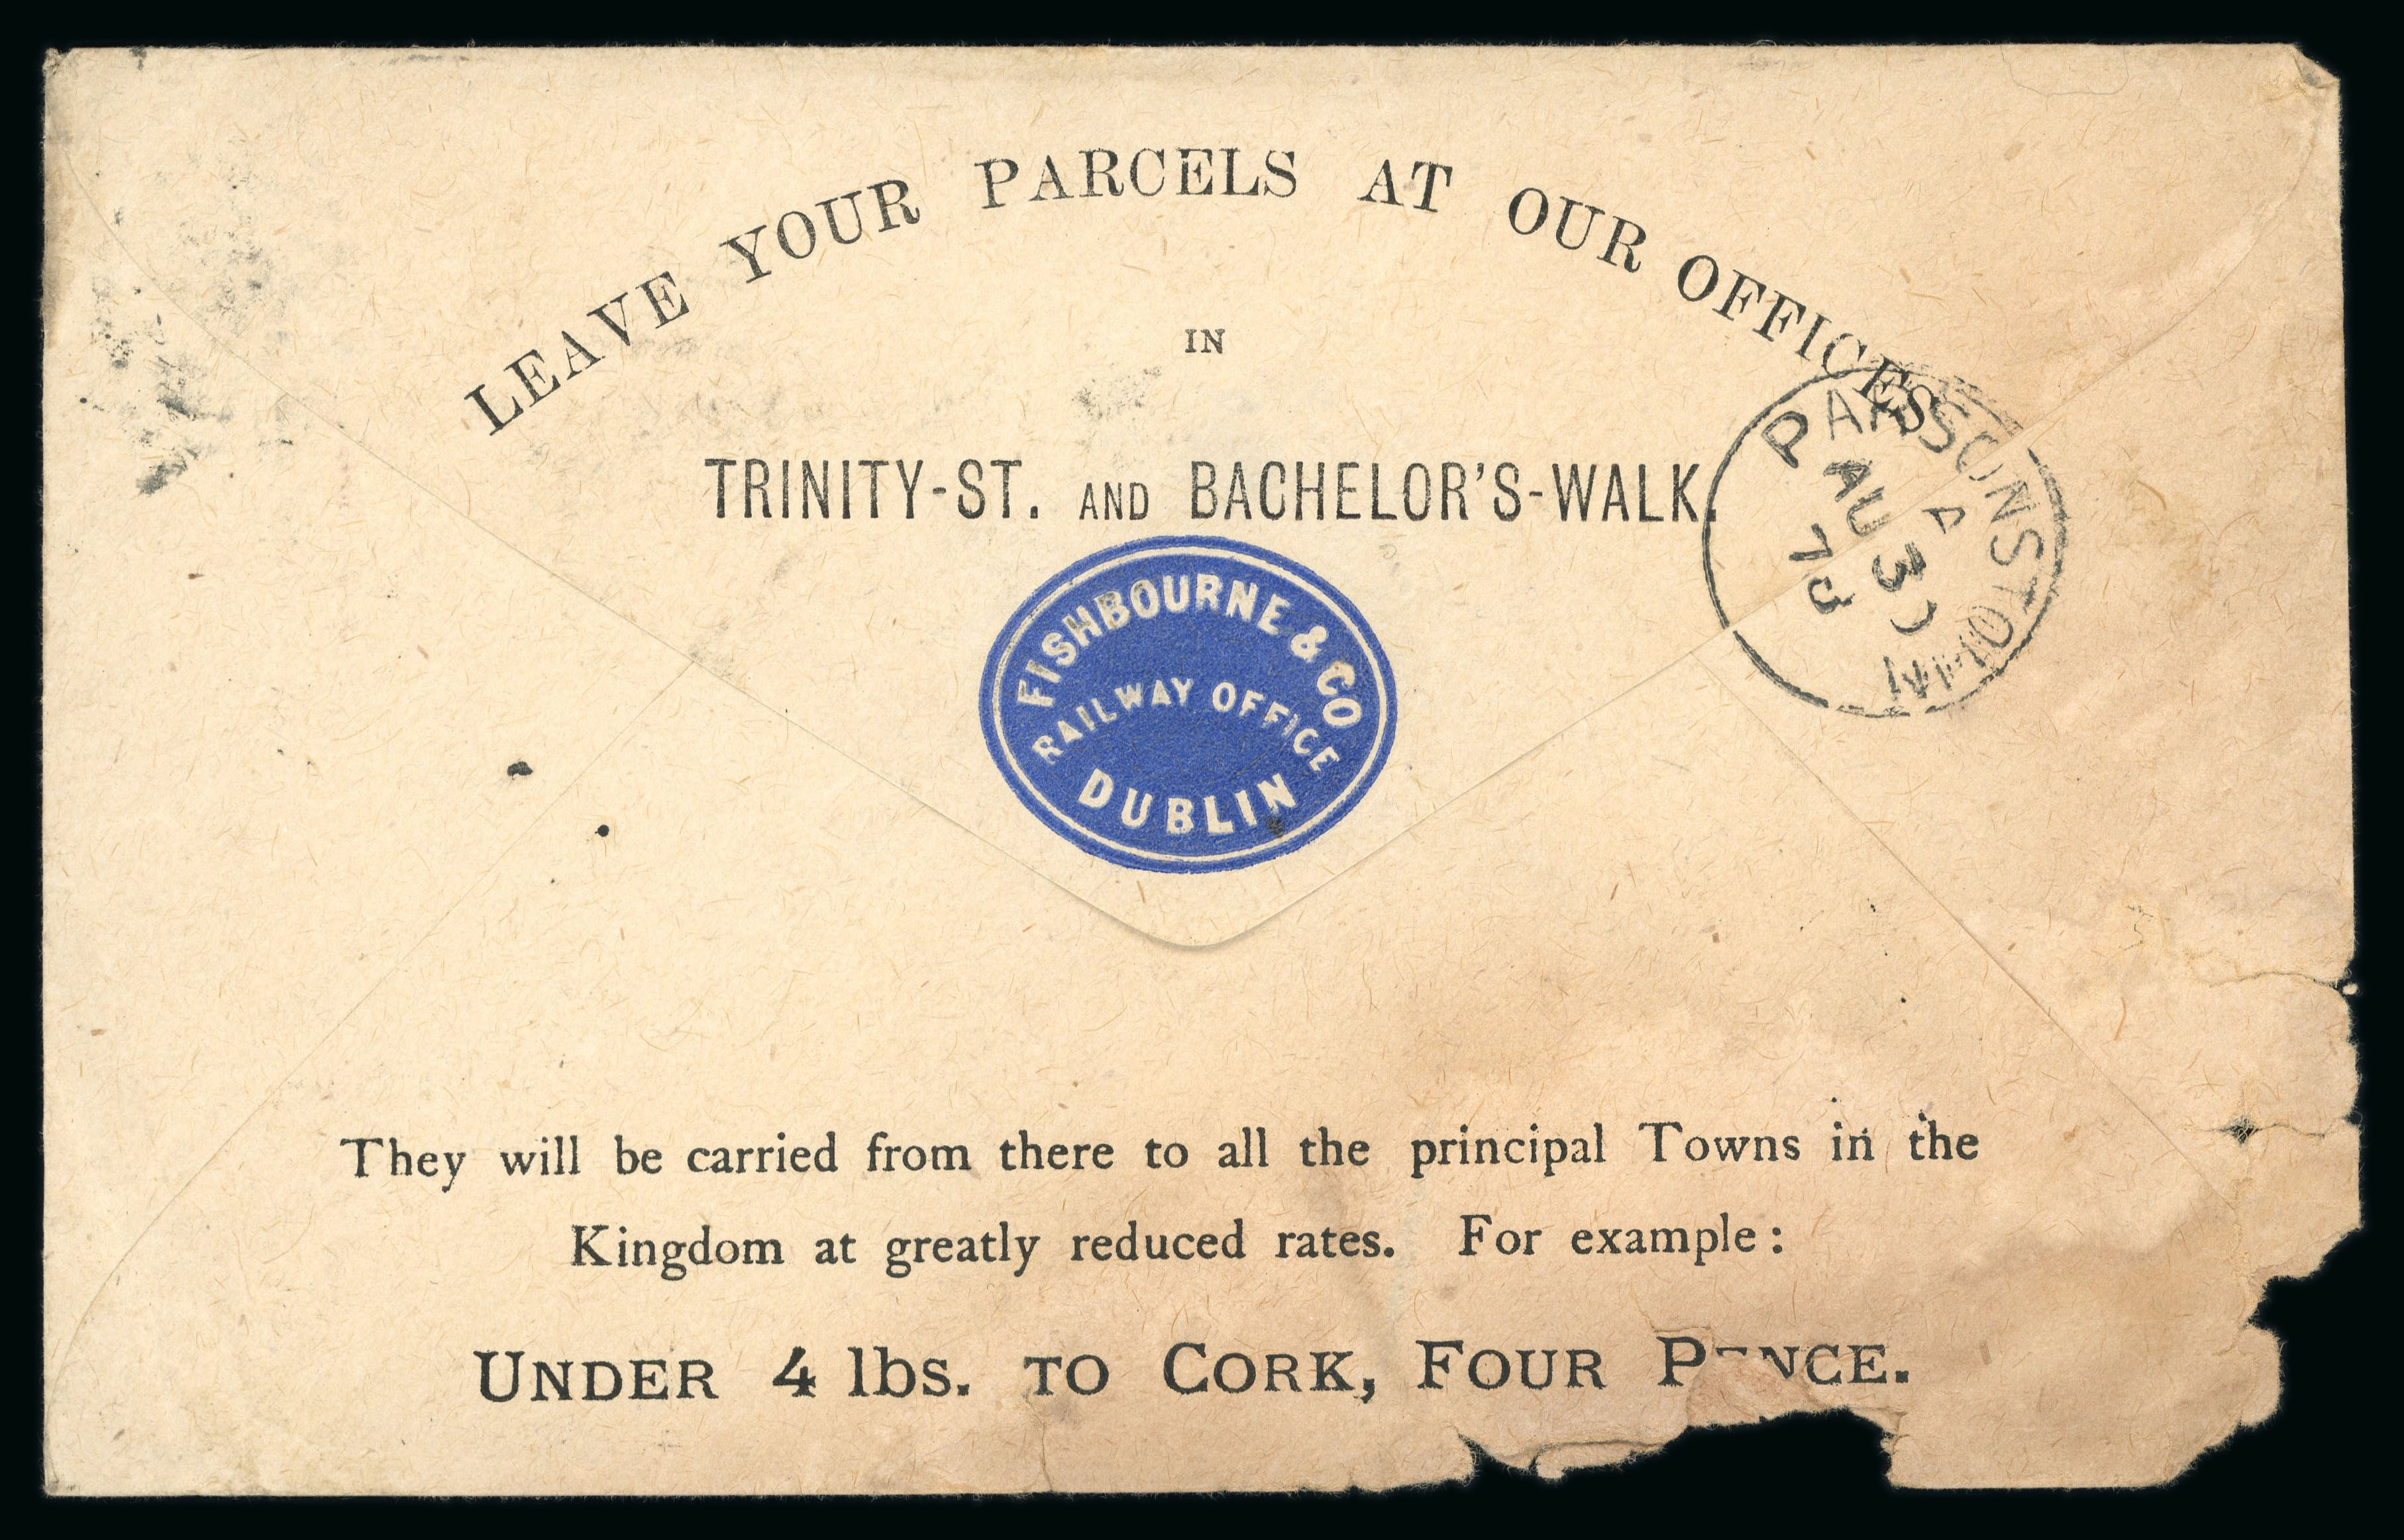 LEAVE YOUR PARCELS AT OUR OFFICES
IN
TRINITY-ST. AND BACHELOR'S-WALK.
FISHBOURNE & CO
RAILWAY OFFICE
DUBLIN
PARSONSTOWN
A
AU 3
They will be carried from there to all the principal Towns in the
Kingdom at greatly reduced rates. For example:
UNDER 4 lbs. TO CORK, FOUR PENCE.